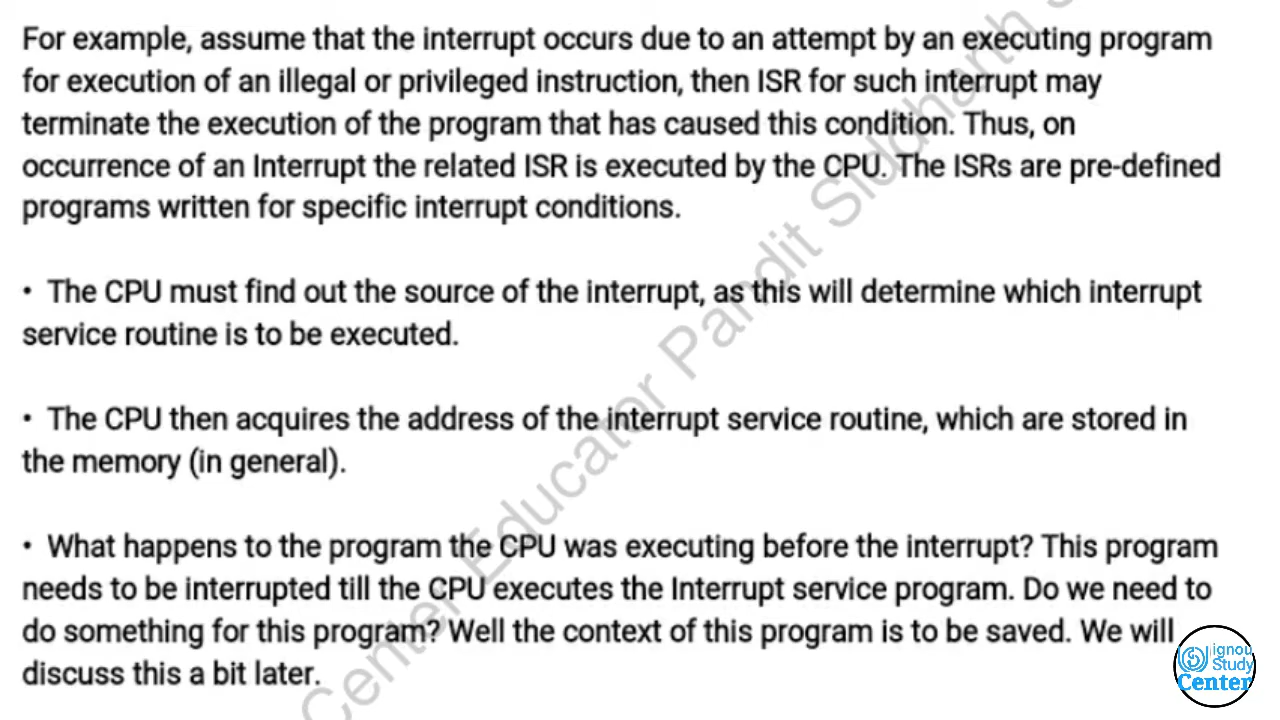 For example, assume that the interrupt occurs due to an attempt by an executing program
for execution of an illegal or privileged instruction, then ISR for such interrupt may
terminate the execution of the program that has caused this condition. Thus, on
occurrence of an Interrupt the related ISR is executed by the CPU. The ISRs are pre-defined
programs written for specific interrupt conditions.
• The CPU must find out the source of the interrupt, as this will determine which interrupt
service routine is to be executed.
• The CPU then acquires the address of the interrupt service routine, which are stored in
the memory (in general).
• What happens to the program the CPU was executing before the interrupt? This program
needs to be interrupted till the CPU executes the Interrupt service program. Do we need to
do something for this program? Well the context of this program is to be saved. We will
discuss this a bit later.
Center Educator Pandit Siddharth
ignou
Study
Center